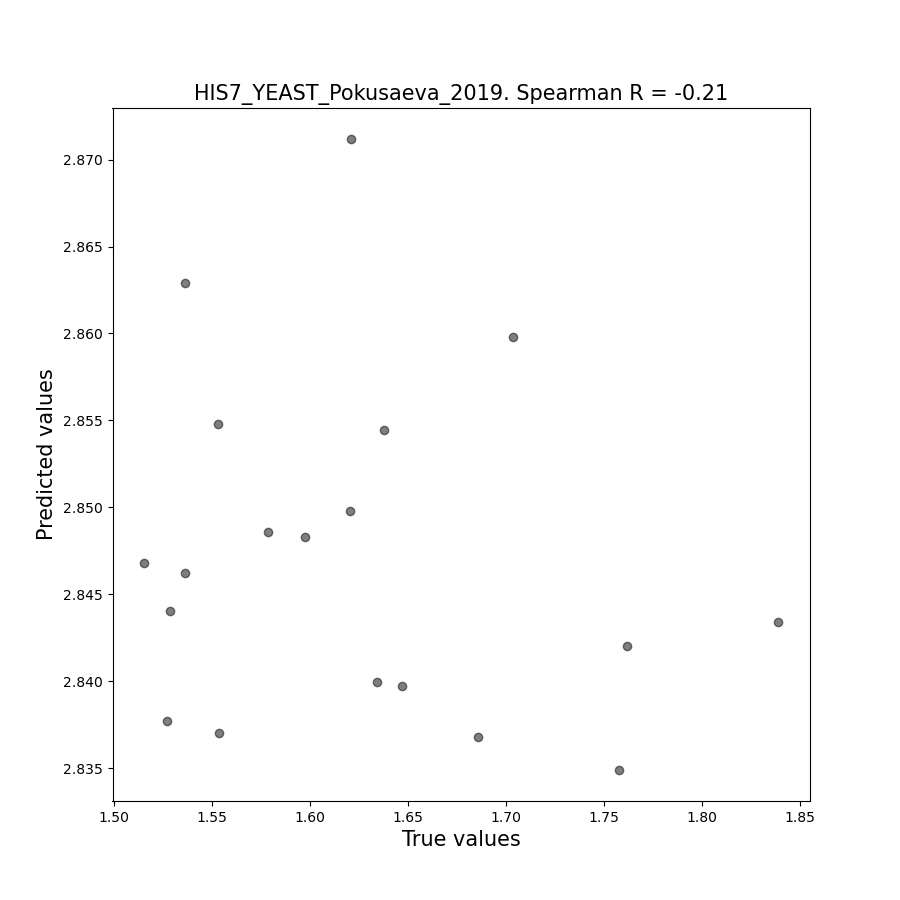 HIS7_YEAST_Pokusaeva_2019. Spearman R = -0.21
2.870
2.865
2.860
2.855
2.850
2.845
2.840
2.835
Predicted values
1.50 1.55 1.60 1.65 1.70 1.75 1.80 1.85
True values